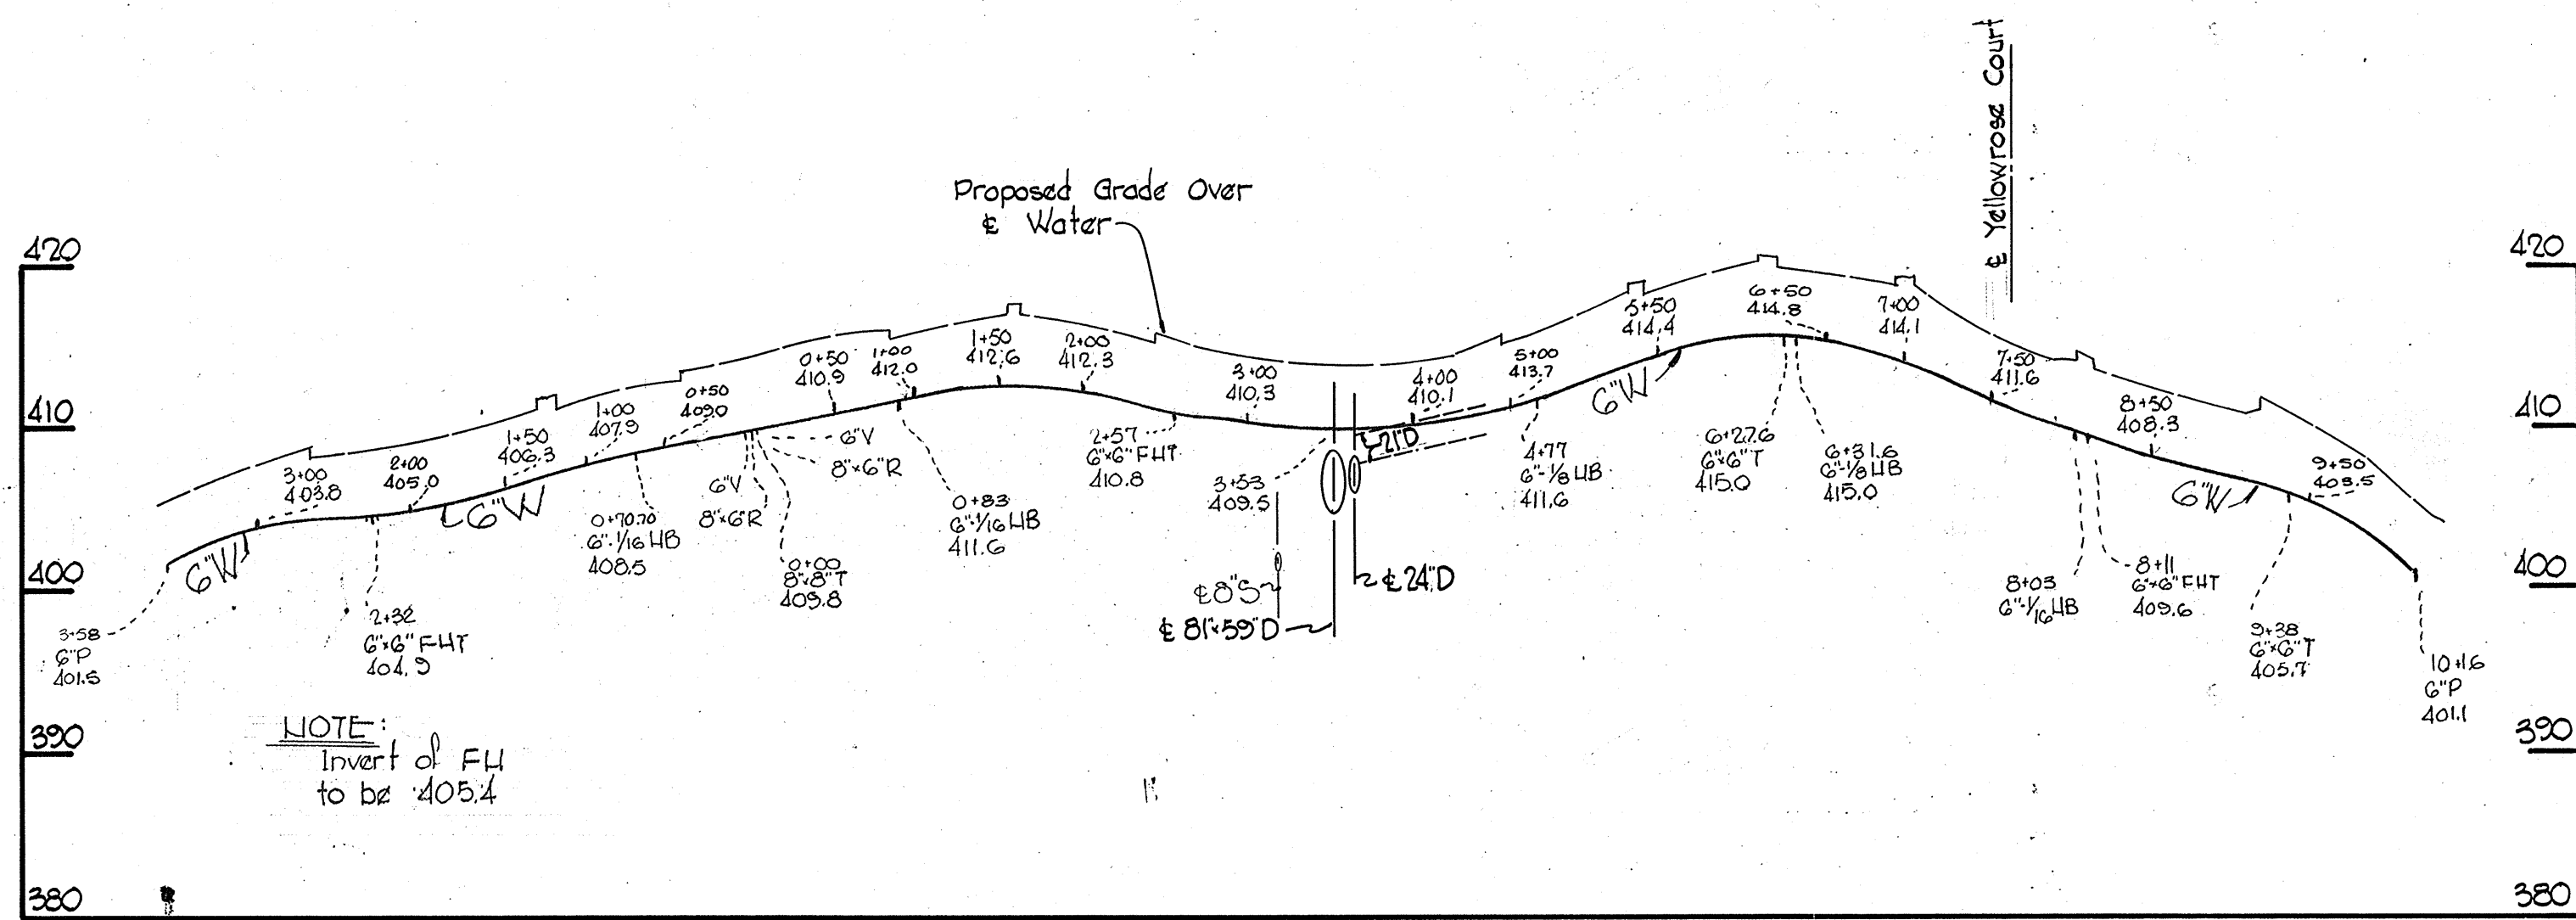 ℄ Yellowrose Court
Proposed Grade Over
℄ Water
420
420
410
410
400
400
390
390
380
380
3+00
403.8
2+00
405.0
1+50
406.3
1+00
407.9
0+50
409.0
0+50
410.9
1+00
412.0
1+50
412.6
2+00
412.3
3+00
410.3
4+00
410.1
5+00
413.7
5+50
414.4
6+50
414.8
7+00
414.1
7+50
411.6
8+50
408.3
9+50
6"W
6"W
6"W
6"W
3+58
6"P
401.5
2+32
6"x6" FHT
404.9
0+70.70
6"-1/16 HB
408.5
6"V
8"x6"R
6"V
8"x6"R
0+00
8"x8"T
409.8
0+83
6"-1/16 HB
411.6
2+57
6"x6" FHT
410.8
3+53
409.5
21"D
℄ 8"S
℄ 81"x59"D
℄ 24"D
4+77
6"-1/8 HB
411.6
6+27.6
6"x6"T
415.0
6+31.6
6"-1/8 HB
415.0
8+03
6"-1/16 HB
8+11
6"x6" FHT
409.6
9+38
6"x6"T
405.7
10+16
6"P
401.1
NOTE:
Invert of FH
to be 405.4